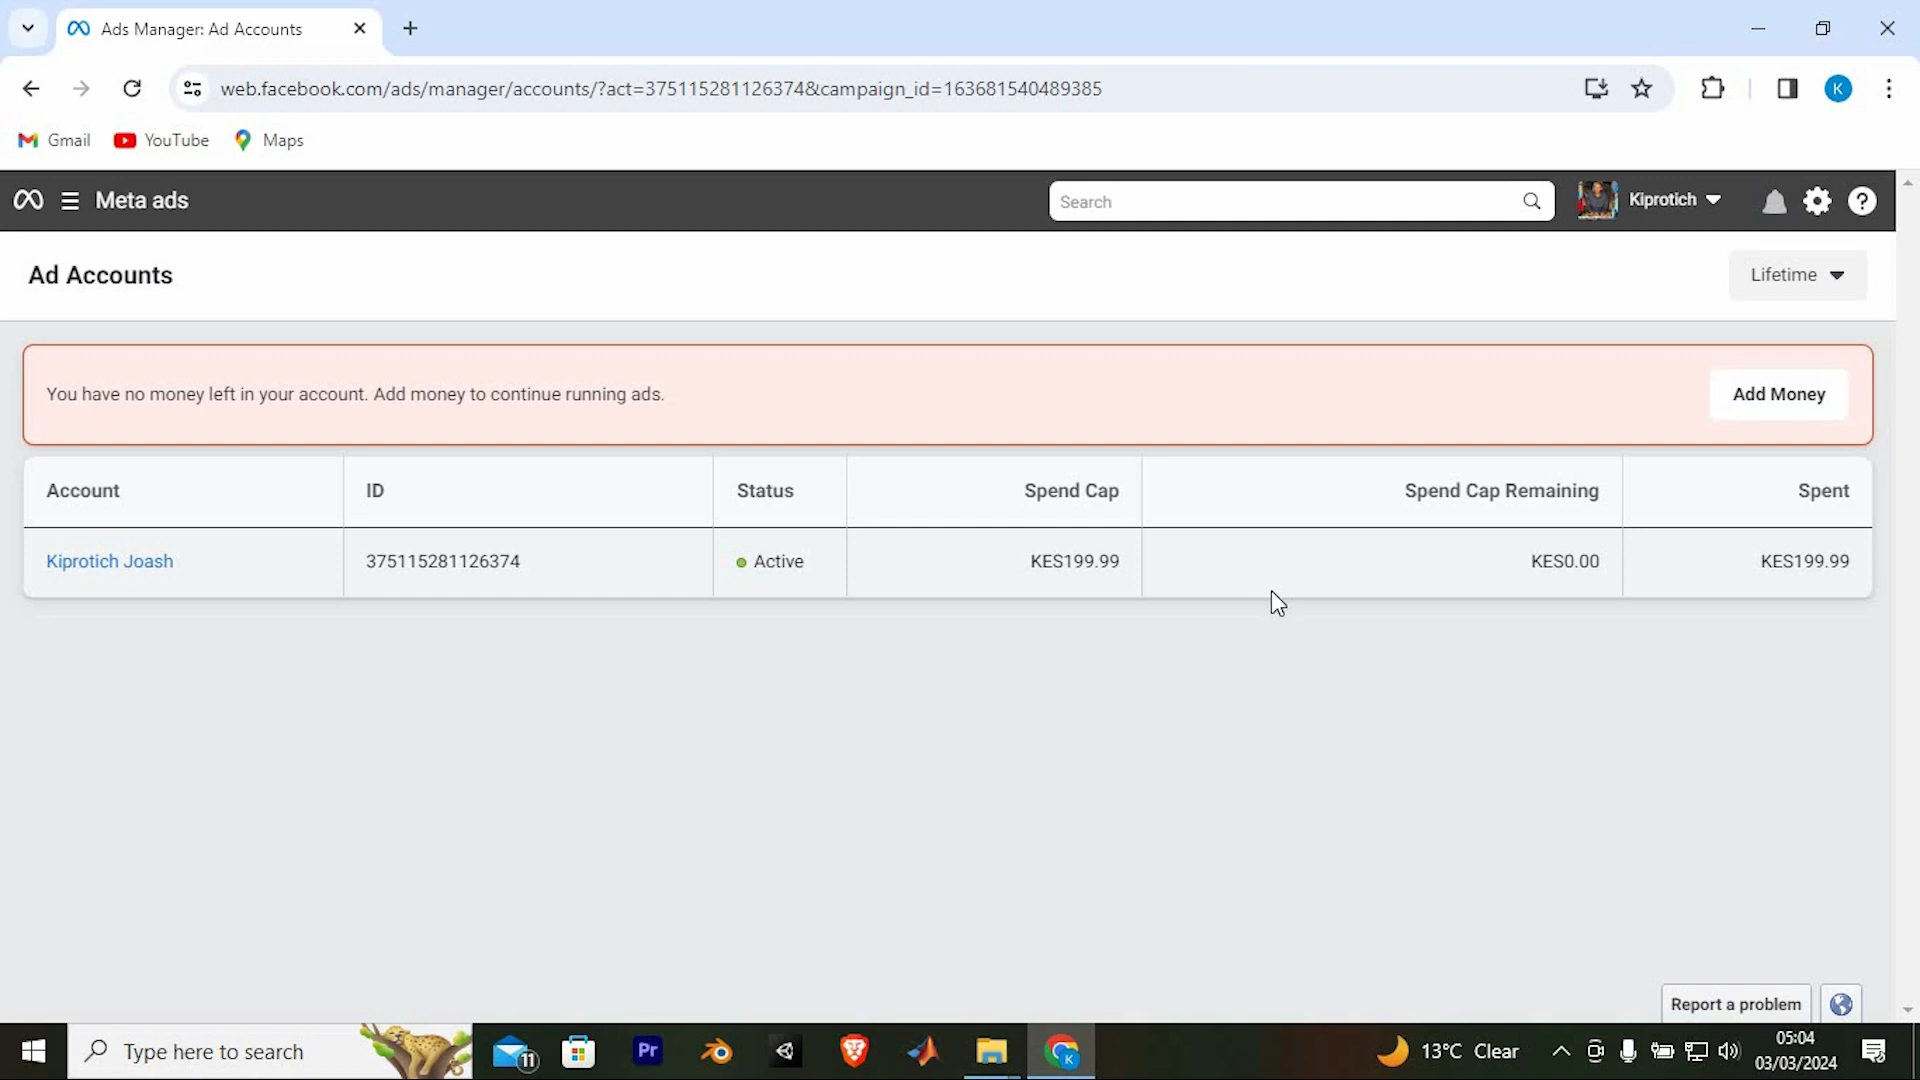 Ads Manager: Ad Accounts
web.facebook.com/ads/manager/accounts/?act=375115281126374&campaign_id=163681540489385
K
Gmail YouTube Maps
Meta ads Search Kiprotich
Ad Accounts Lifetime
You have no money left in your account. Add money to continue running ads. Add Money
Account ID Status Spend Cap Spend Cap Remaining Spent
Kiprotich Joash 375115281126374 Active KES199.99 KES0.00 KES199.99
Report a problem
Type here to search 11 Pr K 13°C Clear 05:04
03/03/2024